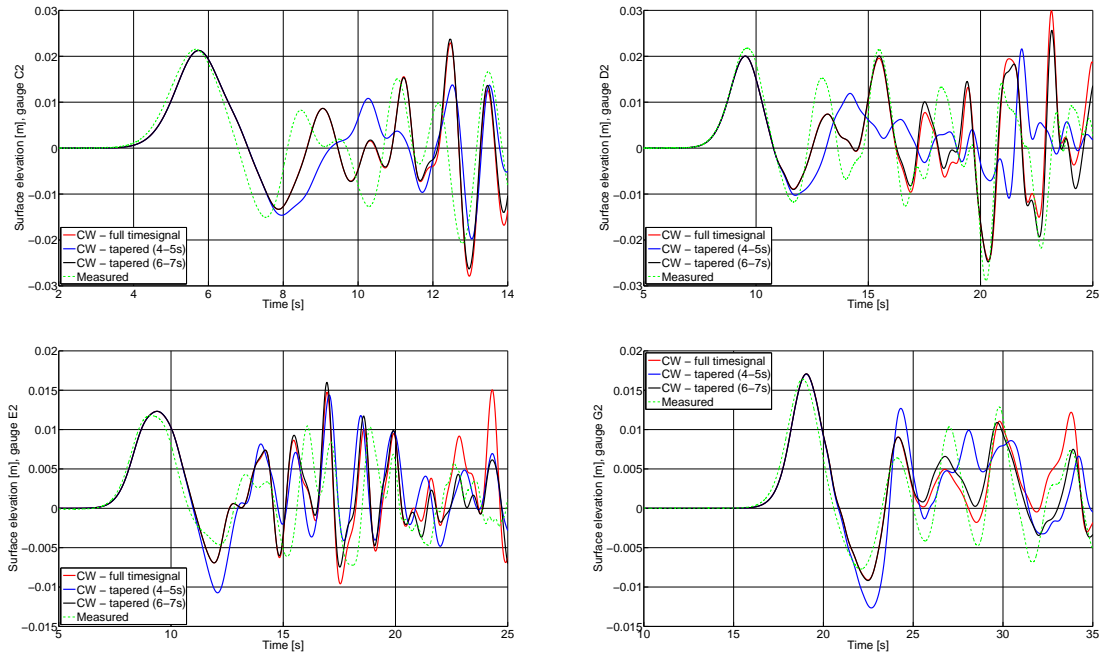 0.03
0.02
0.01
0
−0.01
−0.02
−0.03
Surface elevation [m], gauge C2
2
4
6
8
10
12
14
Time [s]
CW − full timesignal
CW − tapered (4−5s)
CW − tapered (6−7s)
Measured
0.03
0.02
0.01
0
−0.01
−0.02
−0.03
Surface elevation [m], gauge D2
5
10
15
20
25
Time [s]
CW − full timesignal
CW − tapered (4−5s)
CW − tapered (6−7s)
Measured
0.02
0.015
0.01
0.005
0
−0.005
−0.01
−0.015
Surface elevation [m], gauge E2
5
10
15
20
25
Time [s]
CW − full timesignal
CW − tapered (4−5s)
CW − tapered (6−7s)
Measured
0.02
0.015
0.01
0.005
0
−0.005
−0.01
−0.015
Surface elevation [m], gauge G2
10
15
20
25
30
35
Time [s]
CW − full timesignal
CW − tapered (4−5s)
CW − tapered (6−7s)
Measured